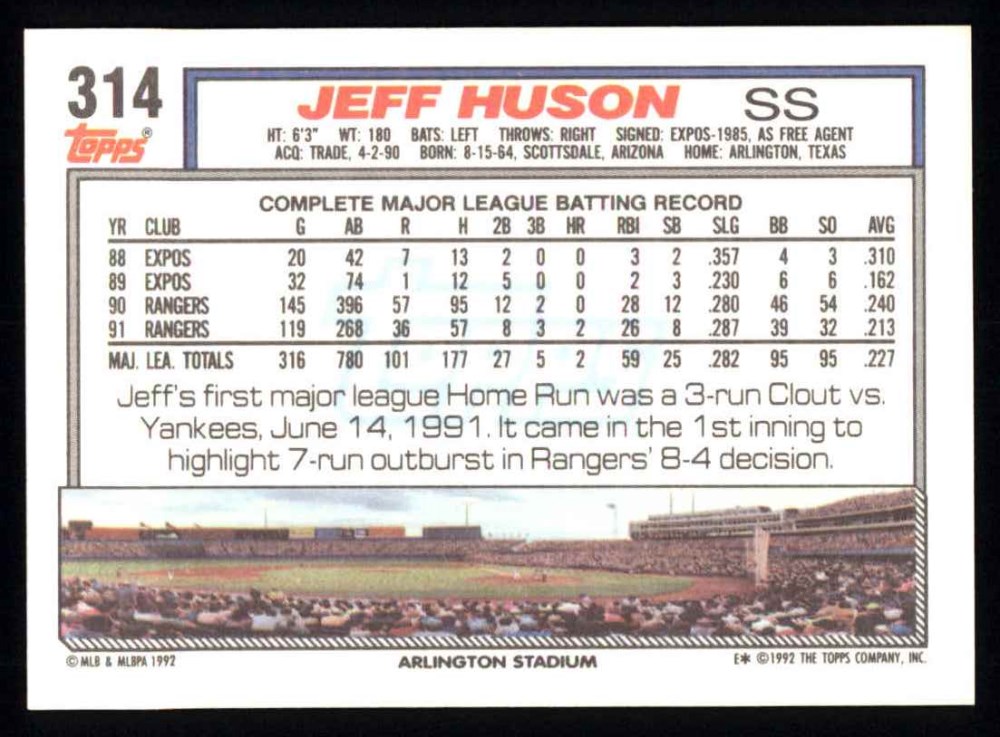 314
topps®
JEFF HUSON SS
HT: 6'3" WT: 180 BATS: LEFT THROWS: RIGHT SIGNED: EXPOS-1985, AS FREE AGENT
ACQ: TRADE, 4-2-90 BORN: 8-15-64, SCOTTSDALE, ARIZONA HOME: ARLINGTON, TEXAS
COMPLETE MAJOR LEAGUE BATTING RECORD
YR CLUB G AB R H 2B 3B HR RBI SB SLG BB SO AVG
88 EXPOS 20 42 7 13 2 0 0 3 2 .357 4 3 .310
89 EXPOS 32 74 1 12 5 0 0 2 3 .230 6 6 .162
90 RANGERS 145 396 57 95 12 2 0 28 12 .280 46 54 .240
91 RANGERS 119 268 36 57 8 3 2 26 8 .287 39 32 .213
MAJ. LEA. TOTALS 316 780 101 177 27 5 2 59 25 .282 95 95 .227
Jeff's first major league Home Run was a 3-run Clout vs.
Yankees, June 14, 1991. It came in the 1st inning to
highlight 7-run outburst in Rangers' 8-4 decision.
© MLB & MLBPA 1992 ARLINGTON STADIUM E* ©1992 THE TOPPS COMPANY, INC.